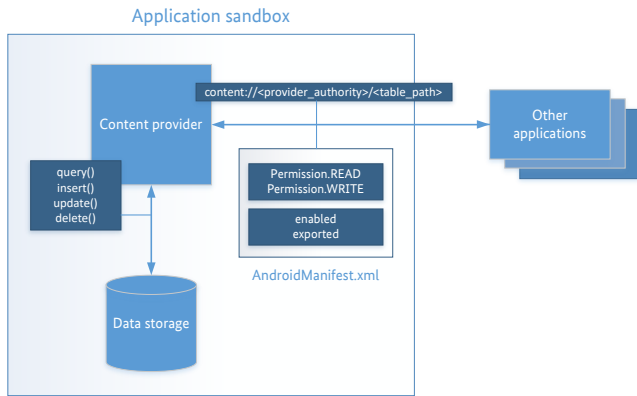 Application sandbox
content://<provider_authority>/<table_path>
Content provider
Other
applications
query()
insert()
update()
delete()
Permission.READ
Permission.WRITE
enabled
exported
AndroidManifest.xml
Data storage